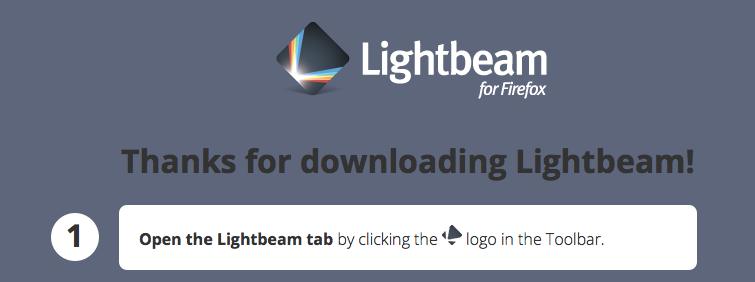 Lightbeam
for Firefox
Thanks for downloading Lightbeam!
1
Open the Lightbeam tab by clicking the logo in the Toolbar.